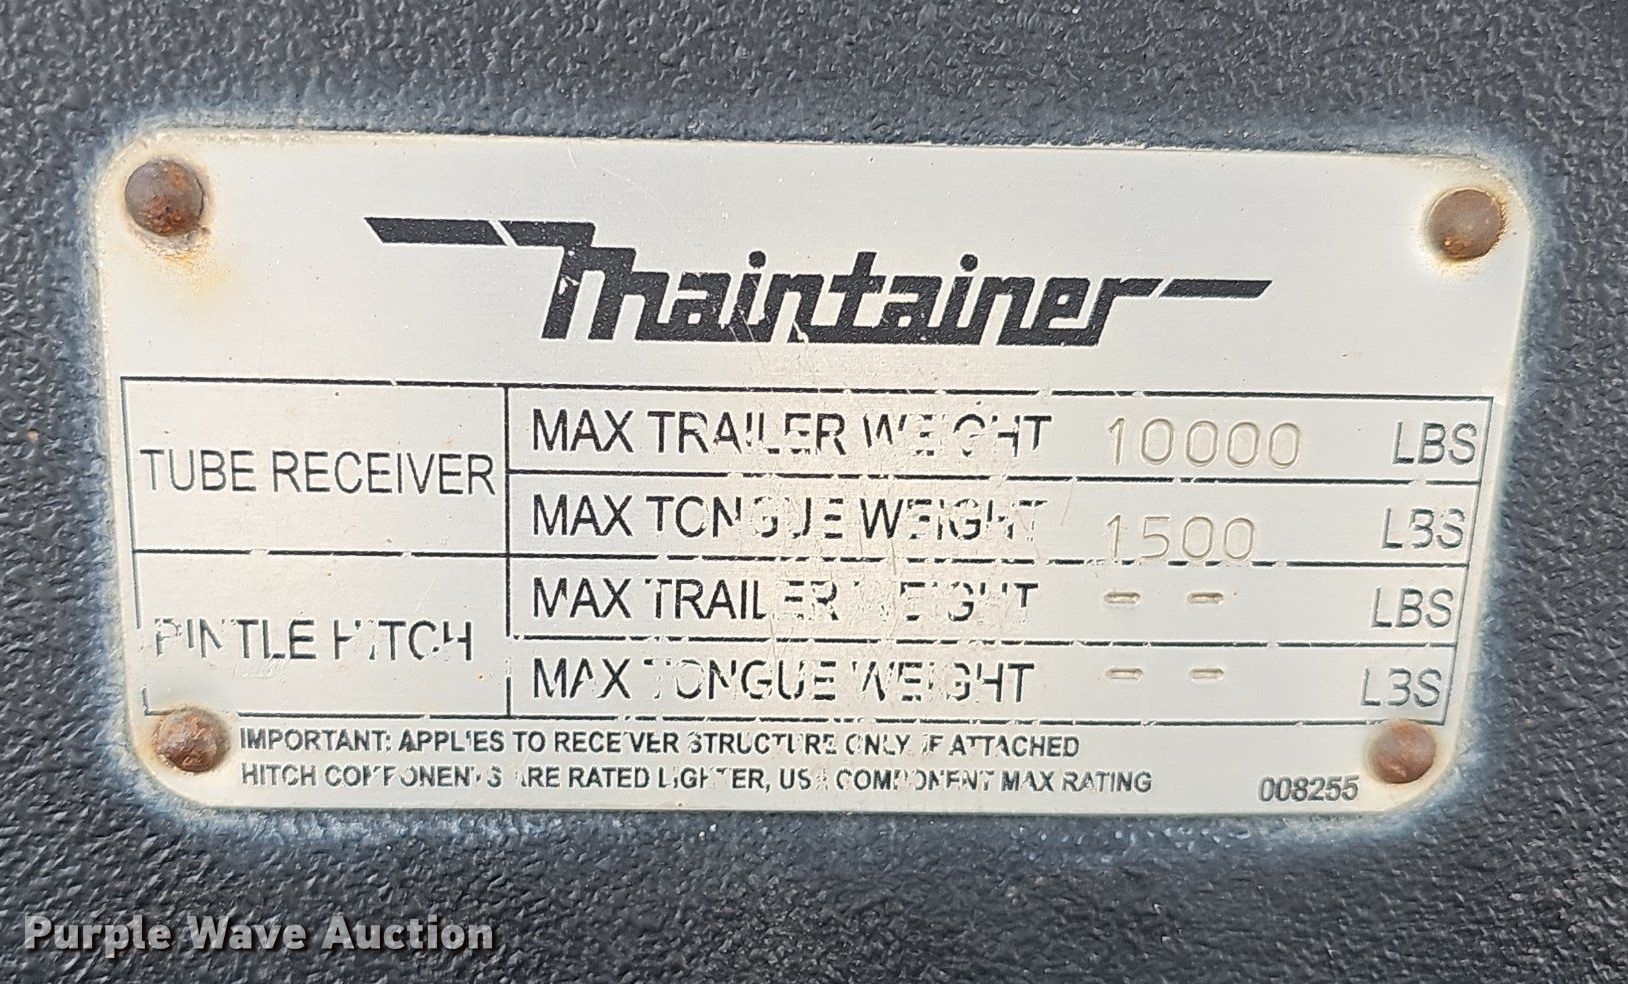 maintainer
TUBE RECEIVER
MAX TRAILER WEIGHT 10000 LBS
MAX TONGUE WEIGHT 1500 LBS
PINTLE HITCH
MAX TRAILER WEIGHT -- LBS
MAX TONGUE WEIGHT -- LBS
IMPORTANT: APPLIES TO RECEIVER STRUCTURE ONLY. IF ATTACHED
HITCH COMPONENTS ARE RATED LIGHTER, USE COMPONENT MAX RATING
008255
Purple Wave Auction